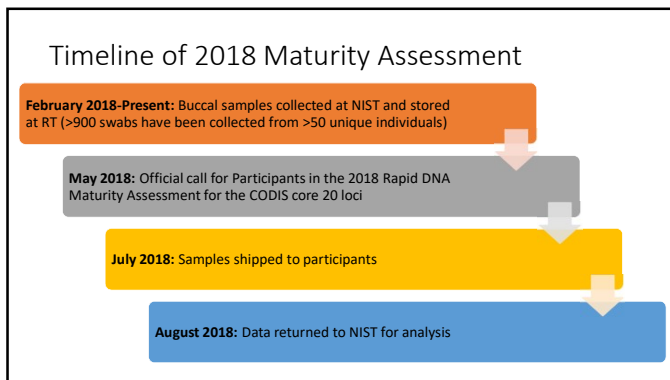 Timeline of 2018 Maturity Assessment
February 2018-Present: Buccal samples collected at NIST and stored
at RT (>900 swabs have been collected from >50 unique individuals)
May 2018: Official call for Participants in the 2018 Rapid DNA
Maturity Assessment for the CODIS core 20 loci
July 2018: Samples shipped to participants
August 2018: Data returned to NIST for analysis